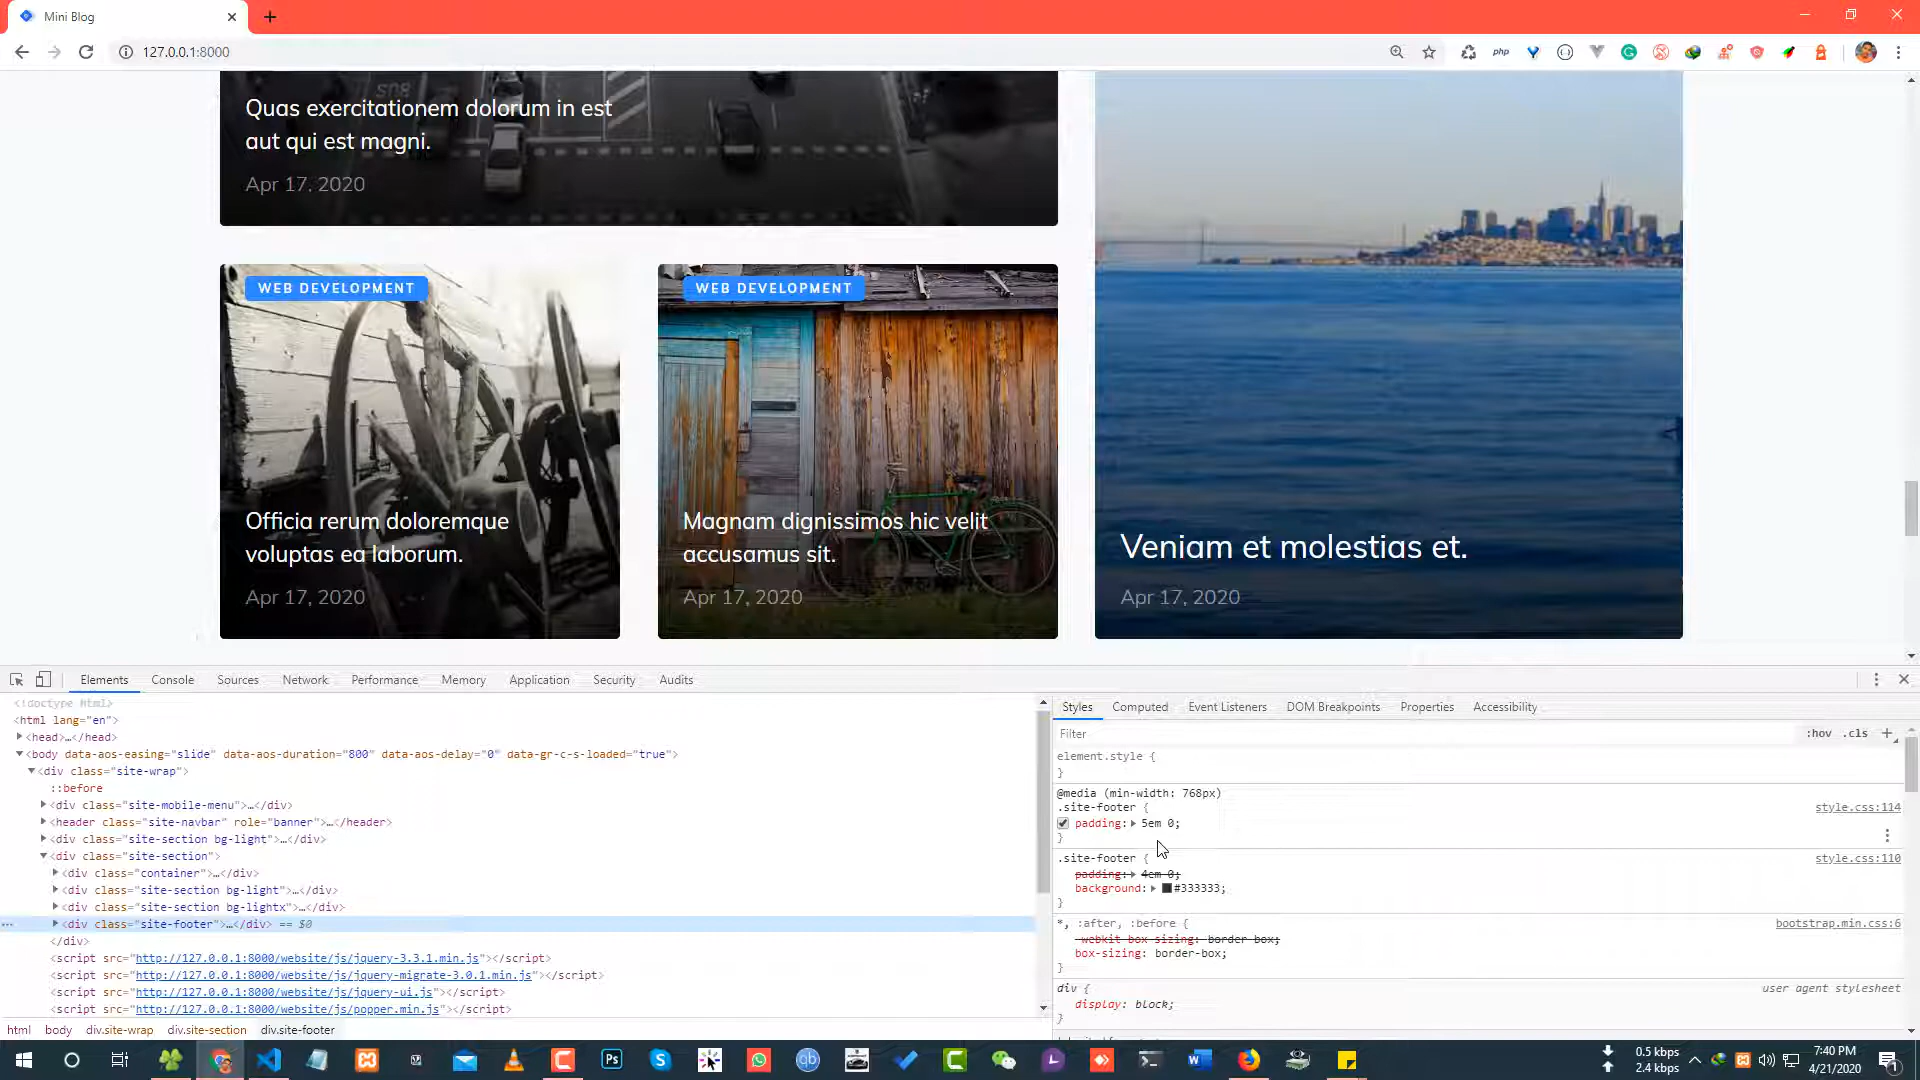 Mini Blog
127.0.0.1:8000
php
Quas exercitationem dolorum in est
aut qui est magni.
Apr 17, 2020
WEB DEVELOPMENT
Officia rerum doloremque
voluptas ea laborum.
Apr 17, 2020
WEB DEVELOPMENT
Magnam dignissimos hic velit
accusamus sit.
Apr 17, 2020
Veniam et molestias et.
Apr 17, 2020
Elements Console Sources Network Performance Memory Application Security Audits
<!doctype html>
<html lang="en">
<head>…</head>
<body data-aos-easing="slide" data-aos-duration="800" data-aos-delay="0" data-gr-c-s-loaded="true">
<div class="site-wrap">
::before
<div class="site-mobile-menu">…</div>
<header class="site-navbar" role="banner">…</header>
<div class="site-section bg-light">…</div>
<div class="site-section">
<div class="container">…</div>
<div class="site-section bg-light">…</div>
<div class="site-section bg-lightx">…</div>
<div class="site-footer">…</div> == $0
</div>
<script src="http://127.0.0.1:8000/website/js/jquery-3.3.1.min.js"></script>
<script src="http://127.0.0.1:8000/website/js/jquery-migrate-3.0.1.min.js"></script>
<script src="http://127.0.0.1:8000/website/js/jquery-ui.js"></script>
<script src="http://127.0.0.1:8000/website/js/popper.min.js"></script>
html body div.site-wrap div.site-section div.site-footer
Styles Computed Event Listeners DOM Breakpoints Properties Accessibility
Filter :hov .cls +
element.style {
}
@media (min-width: 768px)
.site-footer { style.css:114
padding: 5em 0;
}
.site-footer { style.css:110
padding: 4em 0;
background: #333333;
}
*, :after, :before { bootstrap.min.css:6
-webkit-box-sizing: border-box;
box-sizing: border-box;
}
div { user agent stylesheet
display: block;
}
Ps
qb
0.5 kbps
2.4 kbps
7:40 PM
4/21/2020
1